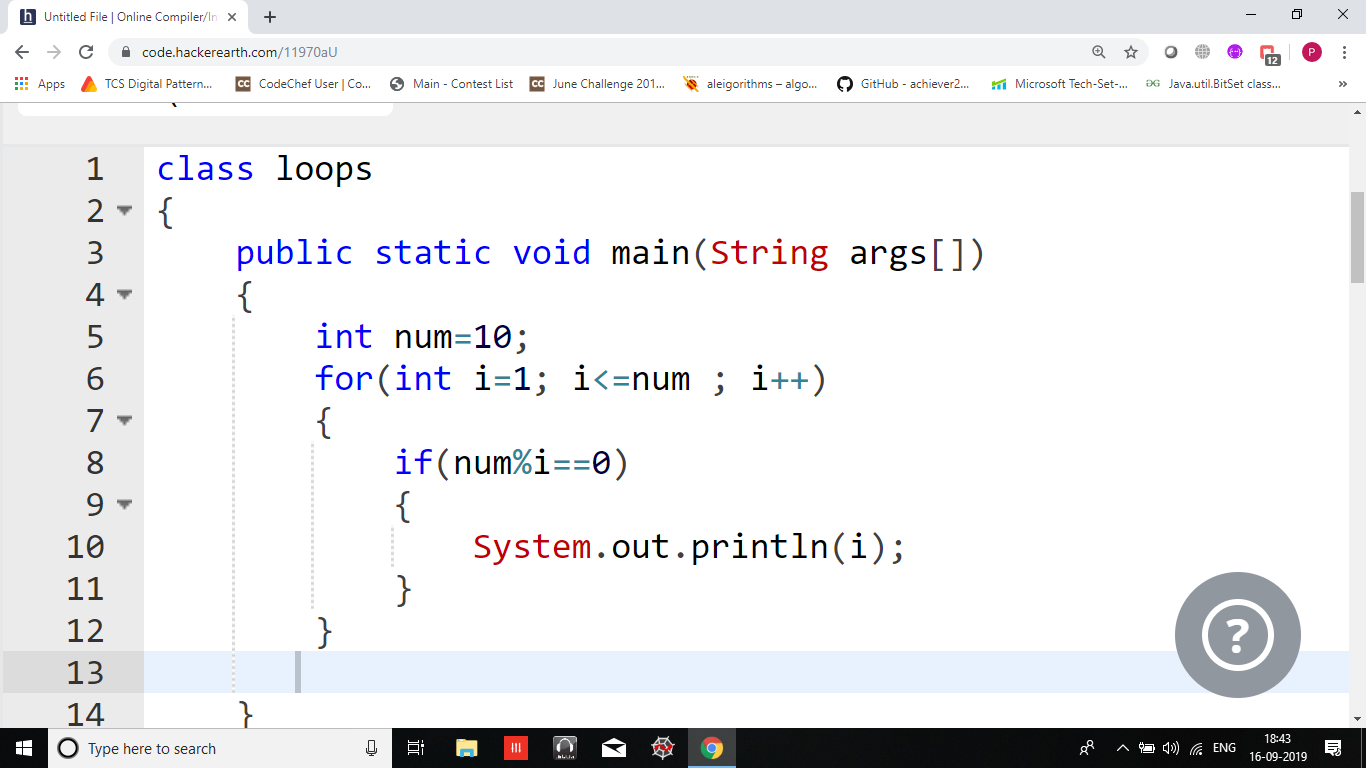 Untitled File | Online Compiler/In
code.hackerearth.com/11970aU
P
12
Apps
TCS Digital Pattern...
CC CodeChef User | Co...
Main - Contest List
CC June Challenge 201...
aleigorithms – algo...
GitHub - achiever2...
Microsoft Tech-Set-...
Java.util.BitSet class...
»
1 class loops
2 {
3 public static void main(String args[])
4 {
5 int num=10;
6 for(int i=1; i<=num ; i++)
7 {
8 if(num%i==0)
9 {
10 System.out.println(i);
11 }
12 }
13
14 }
?
Type here to search
ENG
18:43
16-09-2019